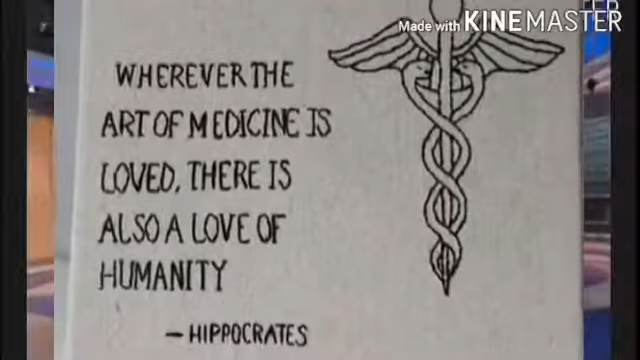 Made with KINEMASTER
WHEREVER THE
ART OF MEDICINE IS
LOVED, THERE IS
ALSO A LOVE OF
HUMANITY
– HIPPOCRATES